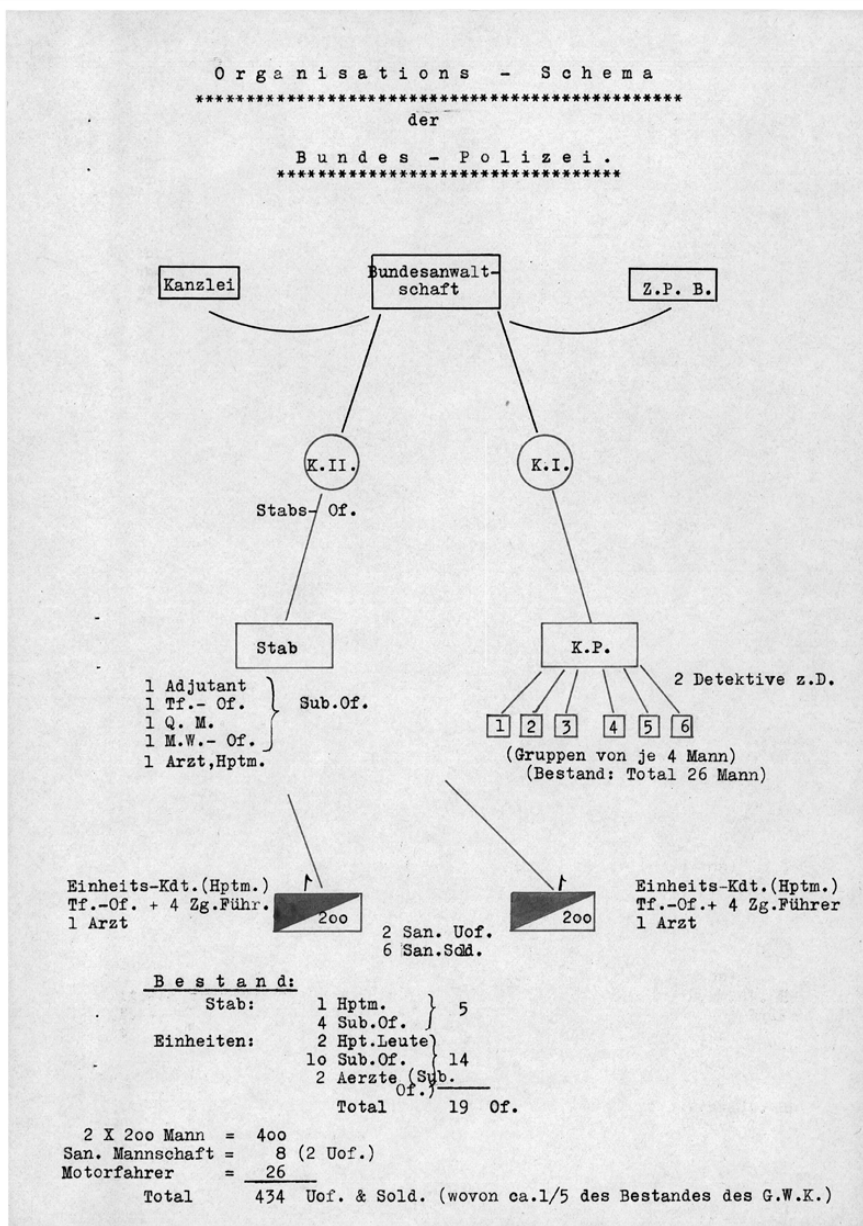 Organisations - Schema
************************************************
der
Bundes - Polizei.
**********************************
Kanzlei
Bundesanwalt-
schaft
Z.P. B.
K.II.
K.I.
Stabs- Of.
Stab
K.P.
1 Adjutant
1 Tf.- Of.
1 Q. M.
1 M.W.- Of.
1 Arzt,Hptm.
Sub.Of.
2 Detektive z.D.
1 2 3 4 5 6
(Gruppen von je 4 Mann)
(Bestand: Total 26 Mann)
Einheits-Kdt.(Hptm.)
Tf.-Of. + 4 Zg.Führ.
1 Arzt
2oo
2 San. Uof.
6 San.Sold.
2oo
Einheits-Kdt.(Hptm.)
Tf.-Of.+ 4 Zg.Führer
1 Arzt
Bestand:
Stab: 1 Hptm.
4 Sub.Of.
5
Einheiten: 2 Hpt.Leute
1o Sub.Of. 14
2 Aerzte (Sub.
Of.)
Total 19 Of.
2 X 2oo Mann = 4oo
San. Mannschaft = 8 (2 Uof.)
Motorfahrer = 26
Total 434 Uof. & Sold. (wovon ca.1/5 des Bestandes des G.W.K.)